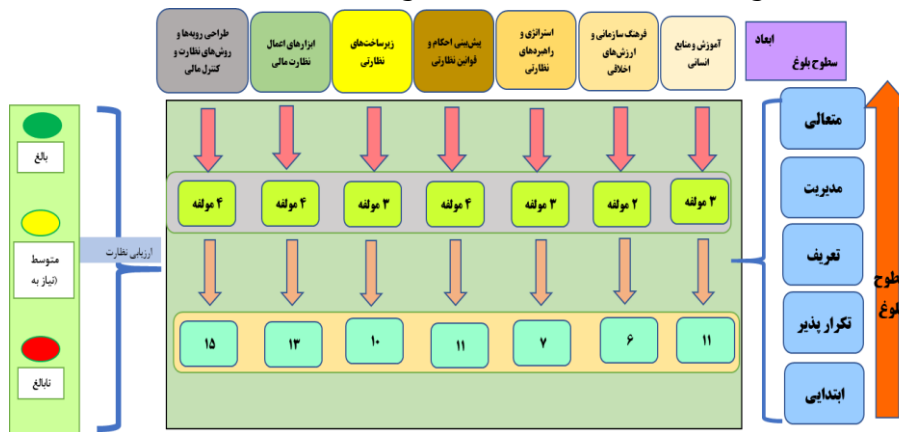 ابعاد
سطوح بلوغ
آموزش و منابع
انسانی
فرهنگ سازمانی و
ارزش‌های
اخلاقی
استراتژی و
راهبردهای
نظارتی
پیش‌بینی احکام و
قوانین نظارتی
زیرساخت‌های
نظارتی
ابزارهای اعمال
نظارت مالی
طراحی رویه‌ها و
روش‌های نظارت و
کنترل مالی
۳ مولفه
۲ مولفه
۳ مولفه
۴ مولفه
۳ مولفه
۴ مولفه
۴ مولفه
۱۱
۶
۷
۱۱
۱۰
۱۳
۱۵
متعالی
مدیریت
تعریف
تکرار پذیر
ابتدایی
بلوغ
ارزیابی نظارت
بالغ
متوسط
(نیاز به
نابالغ